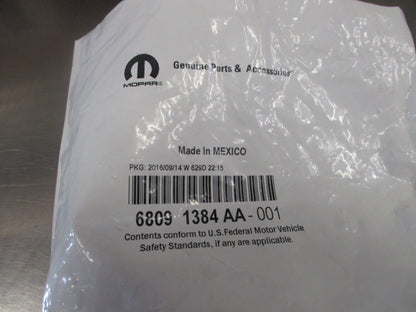 MOPAR
Genuine Parts & Accessories
Made In MEXICO
PKG: 2016/09/14 W 629D 22:15
6809 1384 AA - 001
Contents conform to U.S. Federal Motor Vehicle
Safety Standards, if any are applicable.